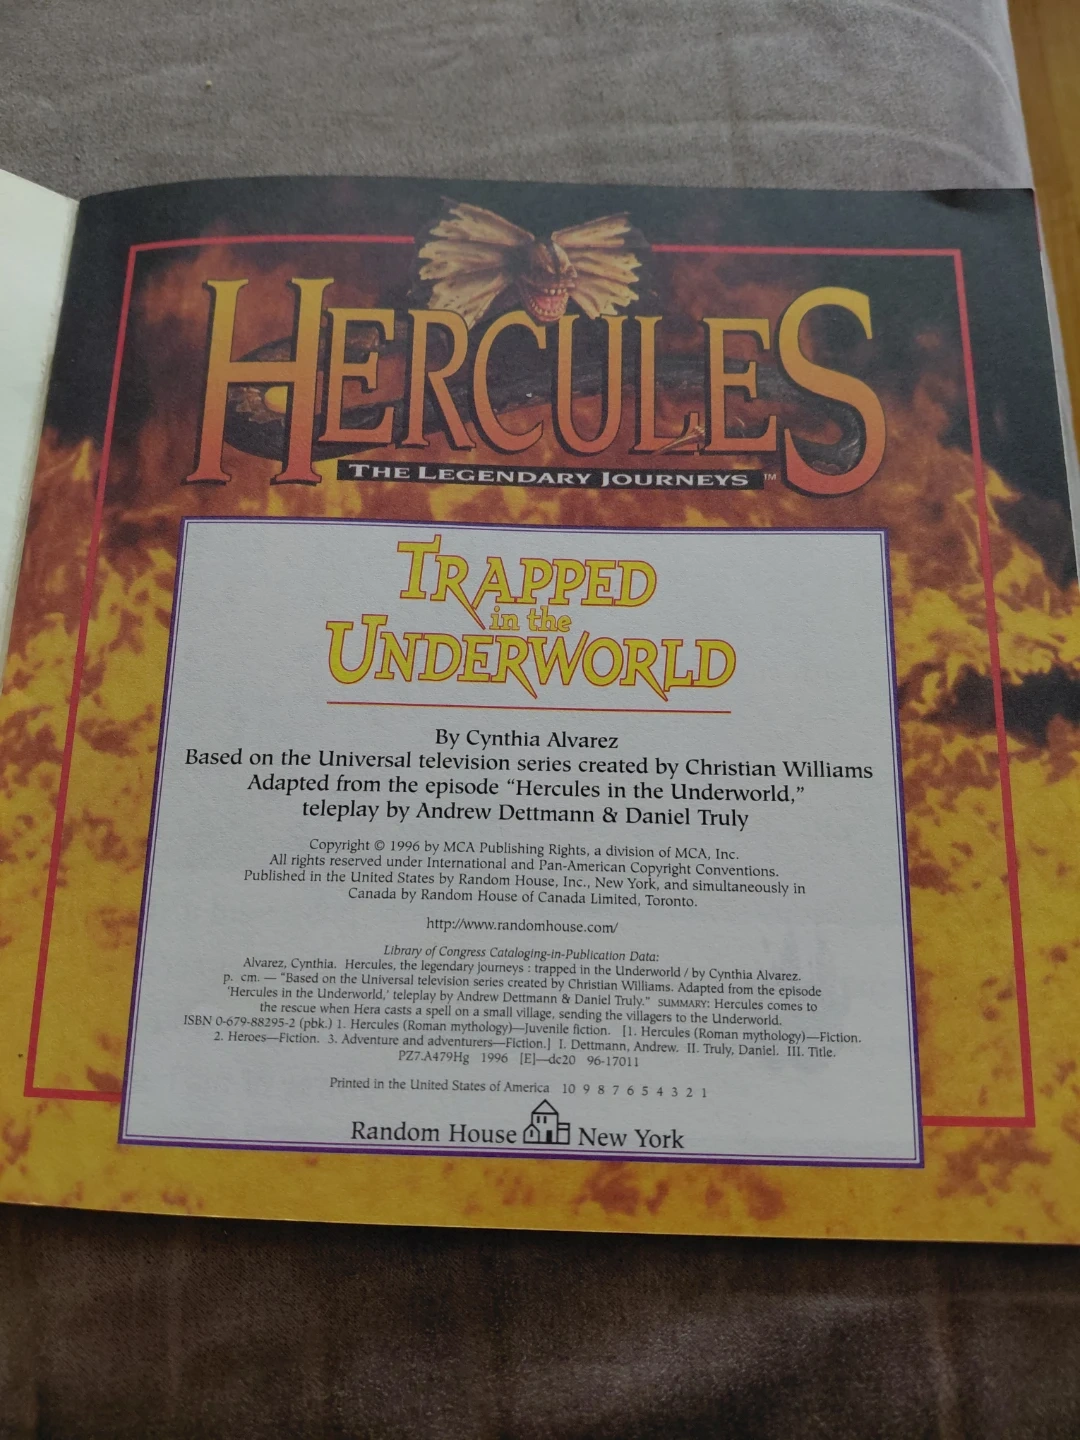 HERCULES
THE LEGENDARY JOURNEYS™
TRAPPED
in the
UNDERWORLD
By Cynthia Alvarez
Based on the Universal television series created by Christian Williams
Adapted from the episode “Hercules in the Underworld,”
teleplay by Andrew Dettmann & Daniel Truly
Copyright © 1996 by MCA Publishing Rights, a division of MCA, Inc.
All rights reserved under International and Pan-American Copyright Conventions.
Published in the United States by Random House, Inc., New York, and simultaneously in
Canada by Random House of Canada Limited, Toronto.
http://www.randomhouse.com/
Library of Congress Cataloging-in-Publication Data:
Alvarez, Cynthia. Hercules, the legendary journeys : trapped in the Underworld / by Cynthia Alvarez.
p. cm. — "Based on the Universal television series created by Christian Williams. Adapted from the episode
'Hercules in the Underworld,' teleplay by Andrew Dettmann & Daniel Truly." SUMMARY: Hercules comes to
the rescue when Hera casts a spell on a small village, sending the villagers to the Underworld.
ISBN 0-679-88295-2 (pbk.) 1. Hercules (Roman mythology)—Juvenile fiction. [1. Hercules (Roman mythology)—Fiction.
2. Heroes—Fiction. 3. Adventure and adventurers—Fiction.] I. Dettmann, Andrew. II. Truly, Daniel. III. Title.
PZ7.A479Hg 1996 [E]—dc20 96-17011
Printed in the United States of America 10 9 8 7 6 5 4 3 2 1
Random House New York